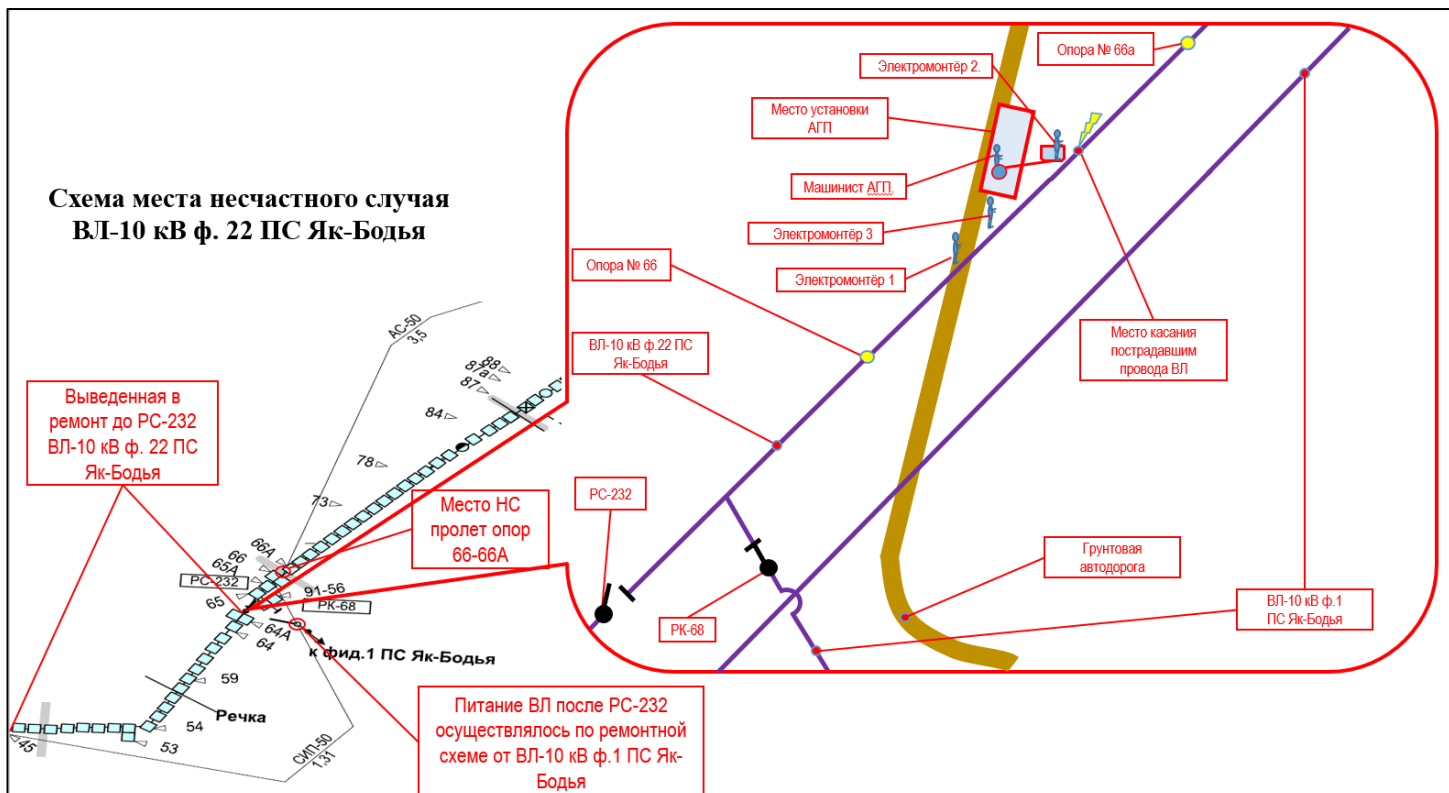 Схема места несчастного случая
ВЛ-10 кВ ф. 22 ПС Як-Бодья
Опора № 66а
Электромонтёр 2.
Место установки
АГП
Машинист АГП.
Электромонтёр 3
Электромонтёр 1
Опора № 66
ВЛ-10 кВ ф.22 ПС
Як-Бодья
Место касания
пострадавшим
провода ВЛ
РС-232
РК-68
Грунтовая
автодорога
ВЛ-10 кВ ф.1
ПС Як-Бодья
Выведенная в
ремонт до РС-232
ВЛ-10 кВ ф. 22 ПС
Як-Бодья
Место НС
пролет опор
66-66А
Питание ВЛ после РС-232
осуществлялось по ремонтной
схеме от ВЛ-10 кВ ф.1 ПС Як-
Бодья
АС-50
3,5
88
87а
87
84
78
73
66А
66
65А
РС-232
65
91-56
РК-68
64А
64
к фид.1 ПС Як-Бодья
59
Речка
54
53
45
СИП-50
1,31